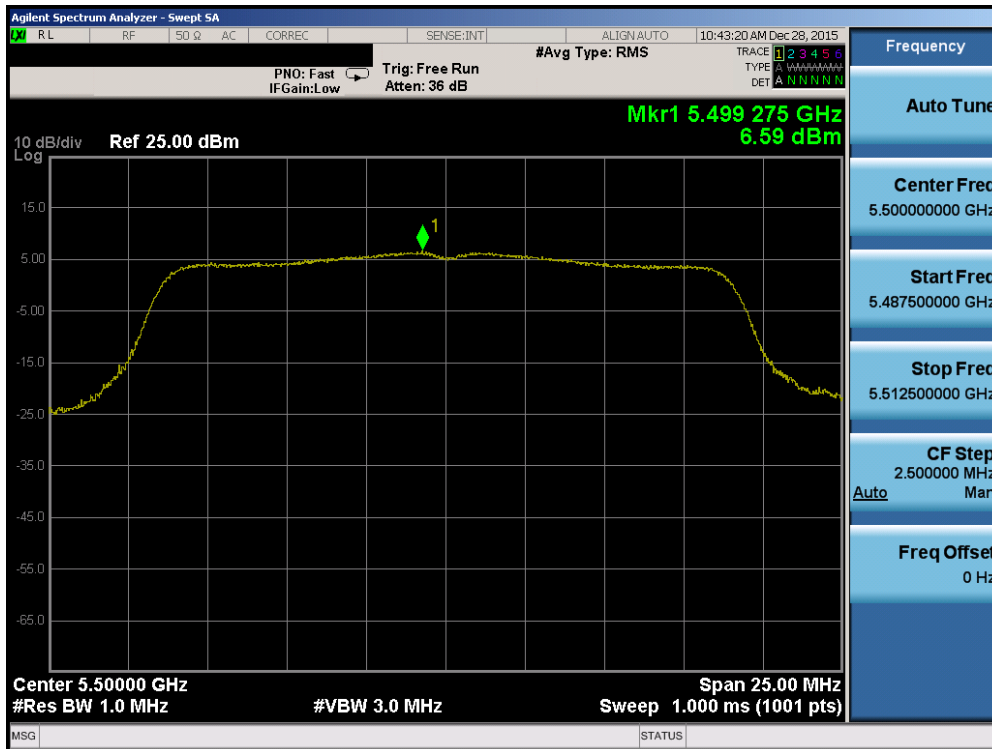 Agilent Spectrum Analyzer - Swept SA
LXI RL RF 50 Ω AC CORREC SENSE:INT ALIGN AUTO 10:43:20 AM Dec 28, 2015
#Avg Type: RMS
TRACE 1 2 3 4 5 6
PNO: Fast Trig: Free Run
TYPE A WWWWW
IFGain:Low Atten: 36 dB
DET A N N N N N
Mkr1 5.499 275 GHz
6.59 dBm
10 dB/div Ref 25.00 dBm
Log
1
15.0
5.00
-5.00
-15.0
-25.0
-35.0
-45.0
-55.0
-65.0
Center 5.50000 GHz Span 25.00 MHz
#Res BW 1.0 MHz #VBW 3.0 MHz Sweep 1.000 ms (1001 pts)
MSG STATUS
Frequency
Auto Tune
Center Freq
5.500000000 GHz
Start Freq
5.487500000 GHz
Stop Freq
5.512500000 GHz
CF Step
2.500000 MHz
Auto Man
Freq Offset
0 Hz